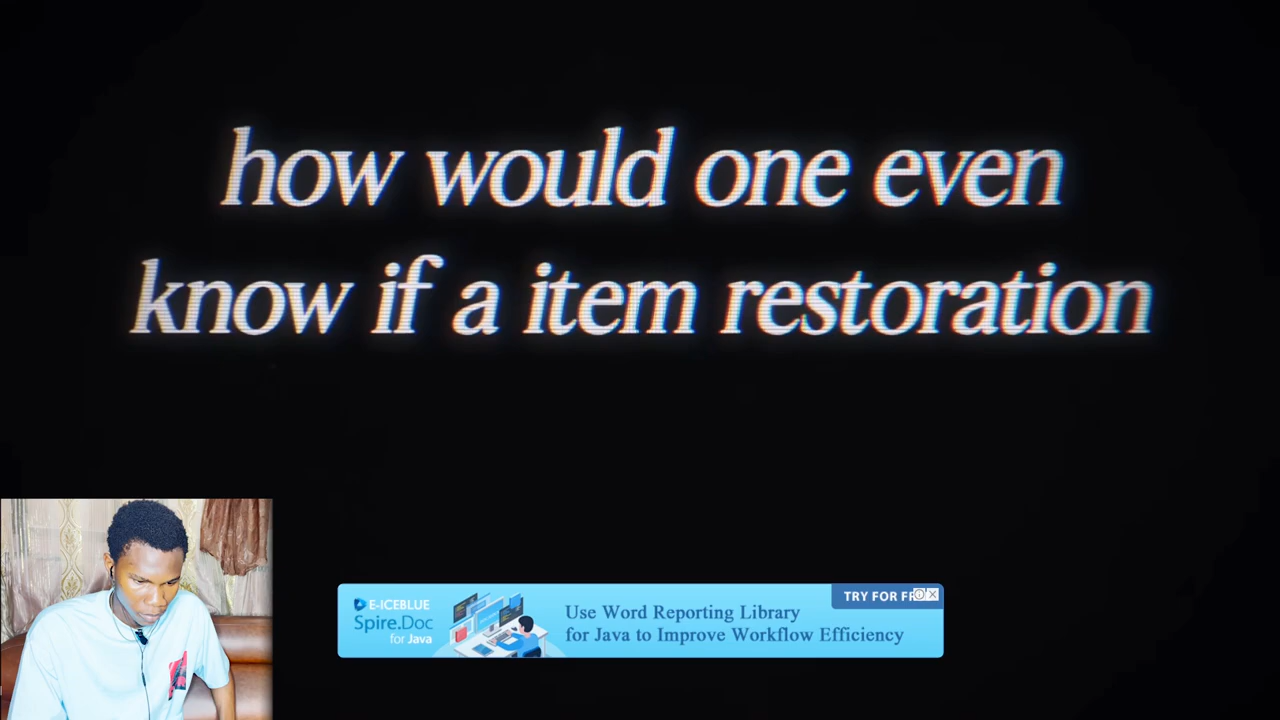 how would one even
know if a item restoration
E-ICEBLUE
Spire.Doc
for Java
Use Word Reporting Library
for Java to Improve Workflow Efficiency
TRY FOR